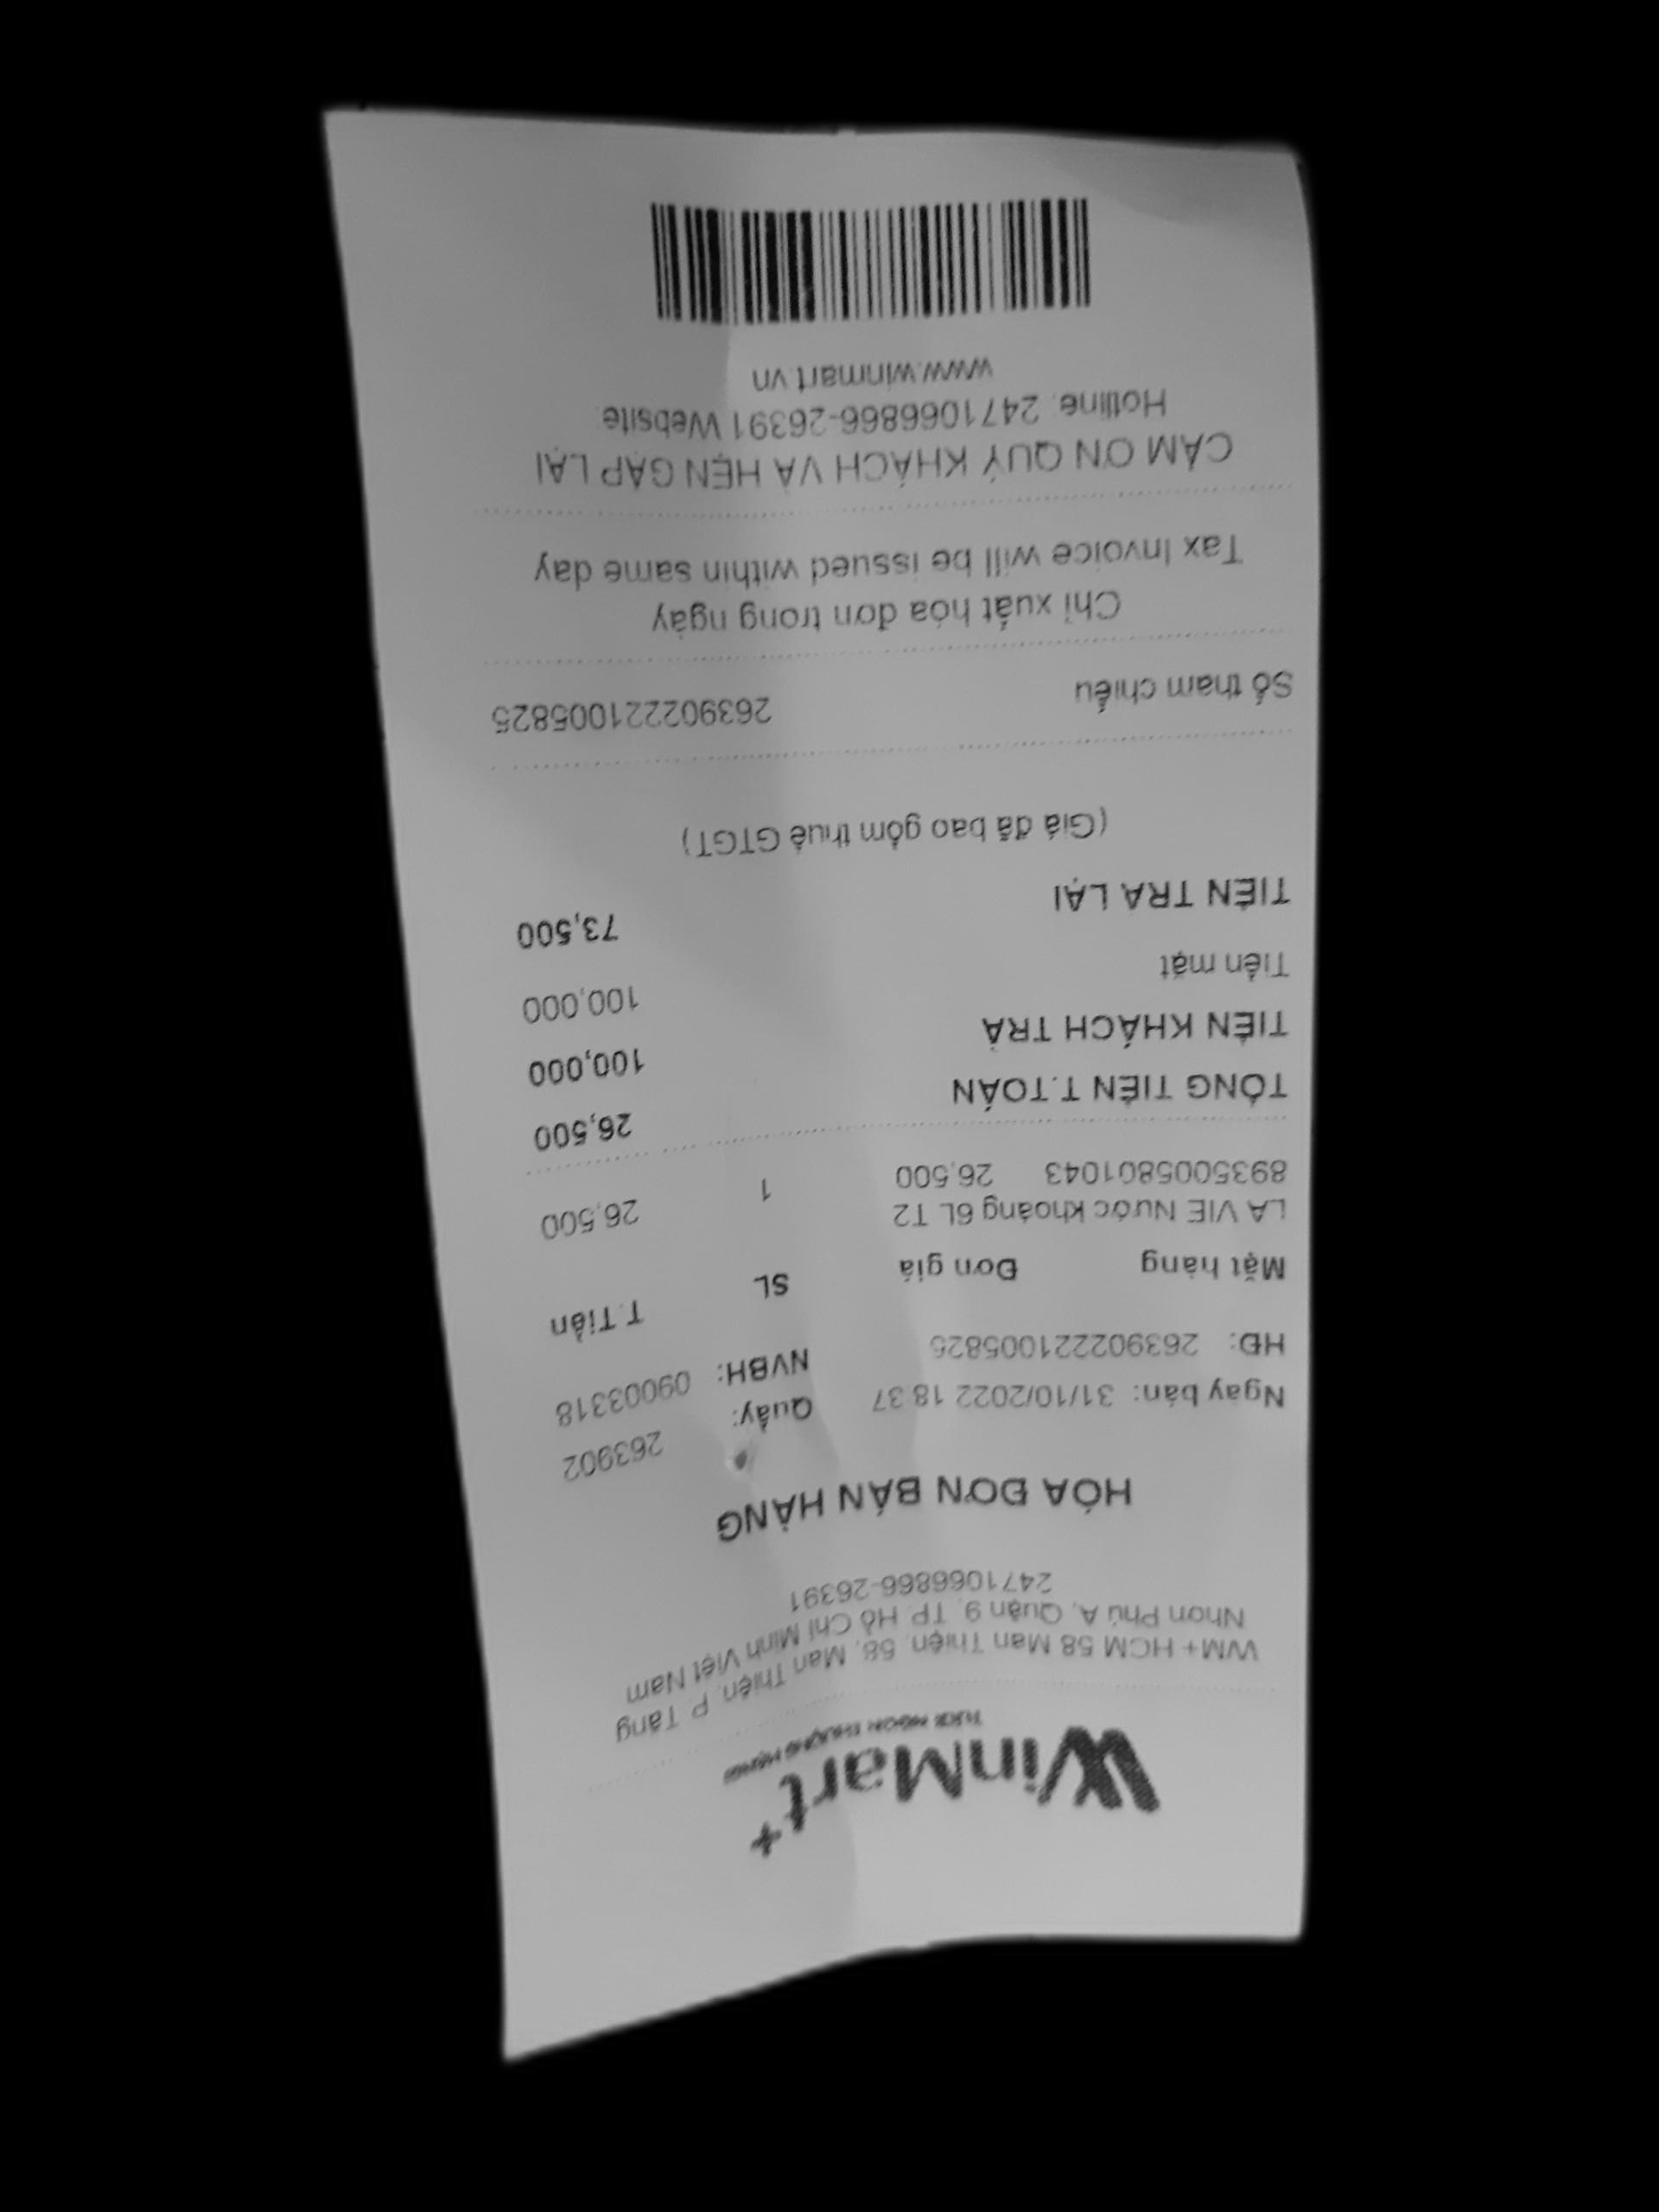 WinMart+
WM+ HCM 58 Man Thiện, 58, Man Thiện, P. Tăng
Nhơn Phú A, Quận 9, TP. Hồ Chí Minh Việt Nam
2471066866-26391
HÓA ĐƠN BÁN HÀNG
Ngày bán: 31/10/2022 18:37 Quầy: 263902
HĐ: 263902221005825 NVBH: 09003318
Mặt hàng Đơn giá SL T.Tiền
LA VIE Nước khoáng 6L T2
8935005801043 26,500 1 26,500
TỔNG TIỀN T.TOÁN 26,500
TIỀN KHÁCH TRẢ 100,000
Tiền mặt 100,000
TIỀN TRẢ LẠI 73,500
(Giá đã bao gồm thuế GTGT)
Số tham chiếu 263902221005825
Chỉ xuất hóa đơn trong ngày
Tax Invoice will be issued within same day
CẢM ƠN QUÝ KHÁCH VÀ HẸN GẶP LẠI
Hotline: 2471066866-26391 Website:
www.winmart.vn